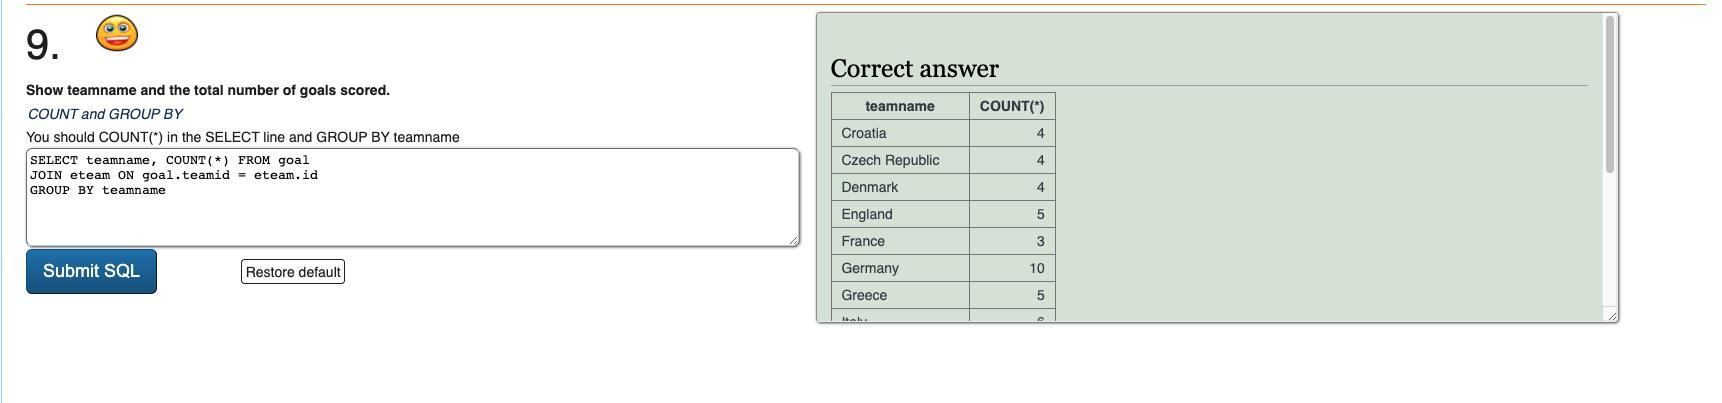 9.
Show teamname and the total number of goals scored.
COUNT and GROUP BY
You should COUNT(*) in the SELECT line and GROUP BY teamname
SELECT teamname, COUNT(*) FROM goal
JOIN eteam ON goal.teamid = eteam.id
GROUP BY teamname
Submit SQL
Restore default
Correct answer
teamname COUNT(*)
Croatia 4
Czech Republic 4
Denmark 4
England 5
France 3
Germany 10
Greece 5
Italy 6